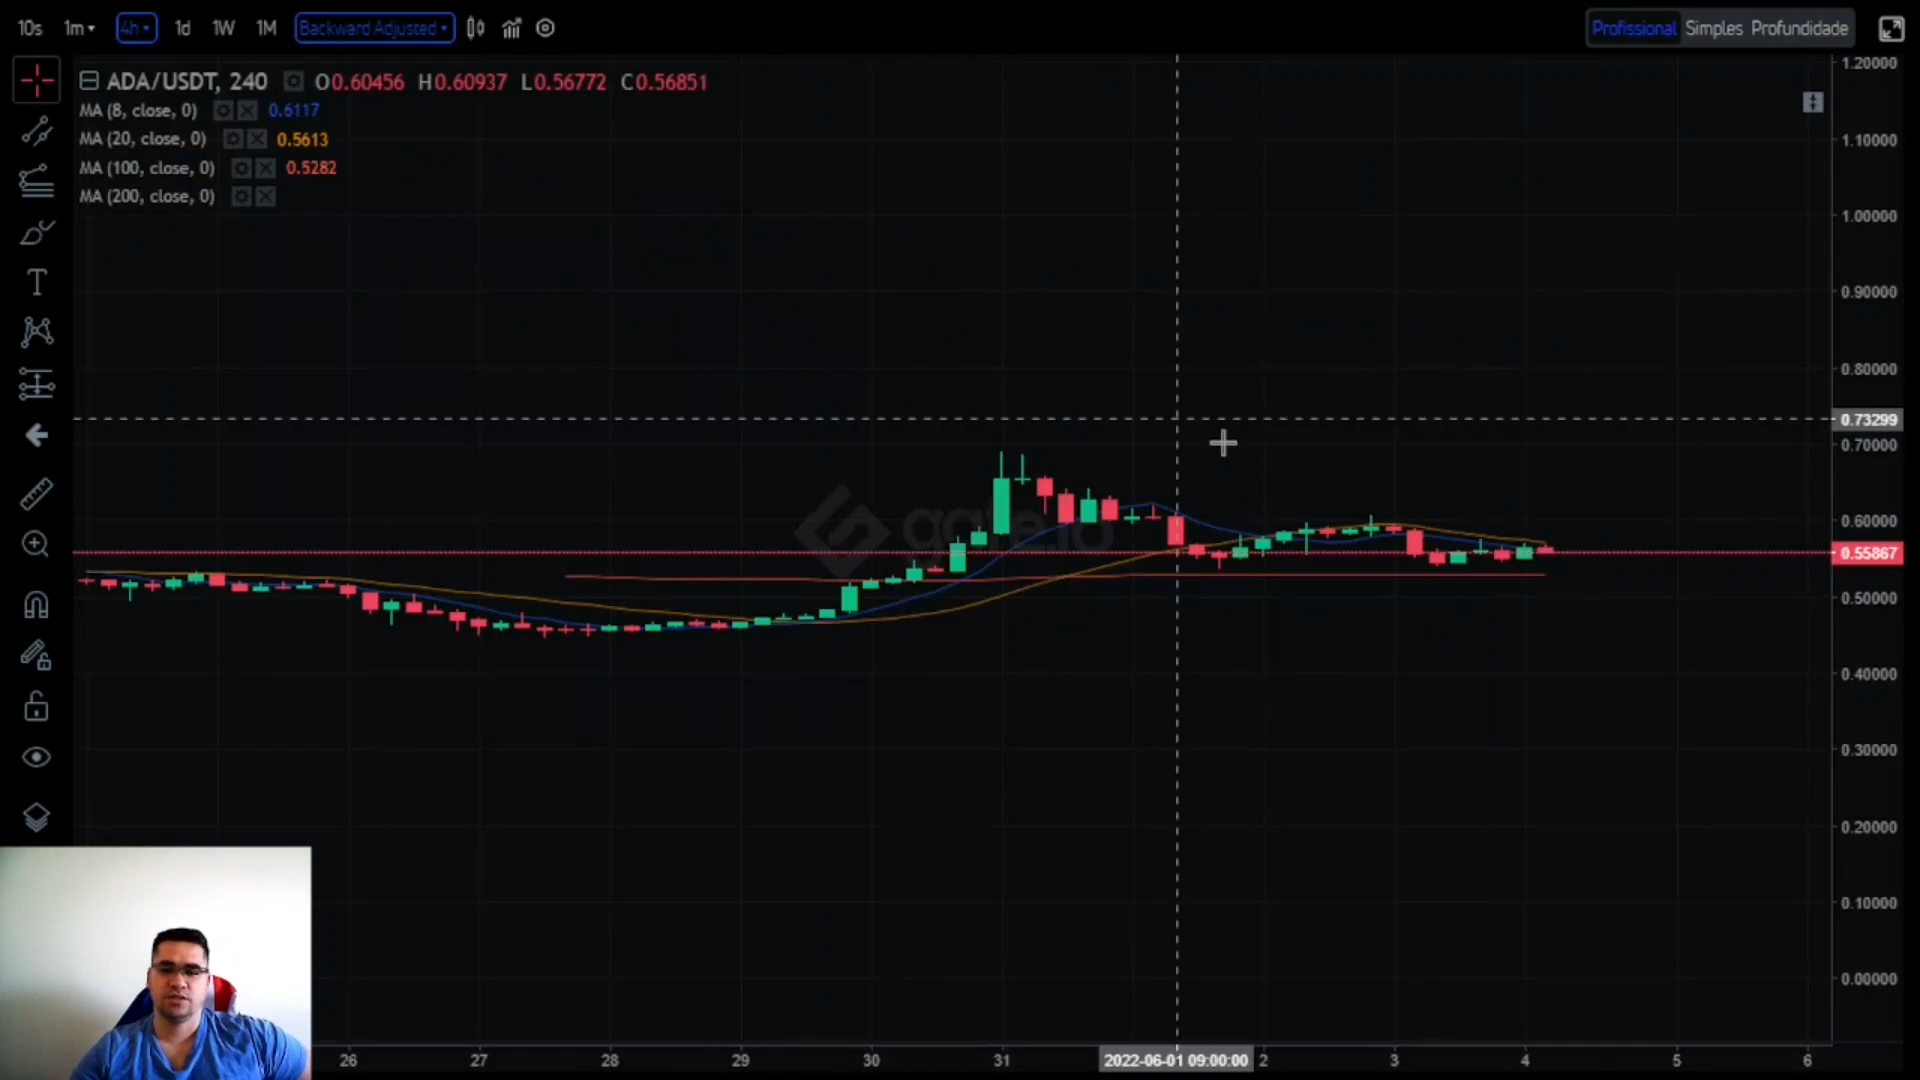 10s 1m 4h 1d 1W 1M Backward Adjusted Profissional Simples Profundidade
ADA/USDT, 240 O0.60456 H0.60937 L0.56772 C0.56851
MA (8, close, 0) 0.6117
MA (20, close, 0) 0.5613
MA (100, close, 0) 0.5282
MA (200, close, 0)
1.20000
1.10000
1.00000
0.90000
0.80000
0.73299
0.70000
0.60000
0.55867
0.50000
0.40000
0.30000
0.20000
0.10000
0.00000
gate.io
T
26 27 28 29 30 31 2022-06-01 09:00:00 2 3 4 5 6